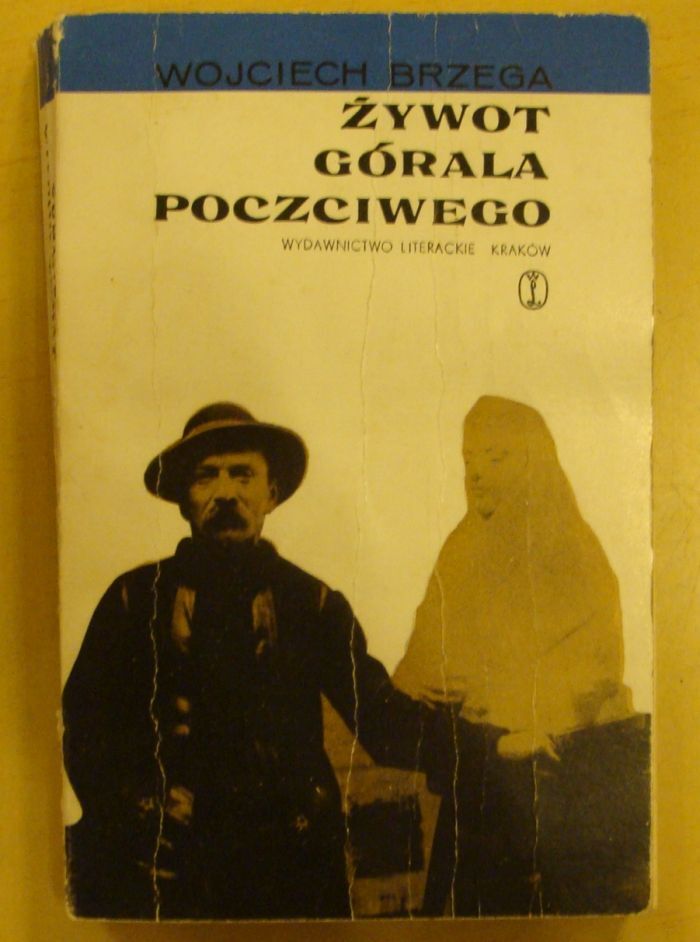 WOJCIECH BRZEGA
ŻYWOT
GÓRALA
POCZCIWEGO
WYDAWNICTWO LITERACKIE KRAKÓW